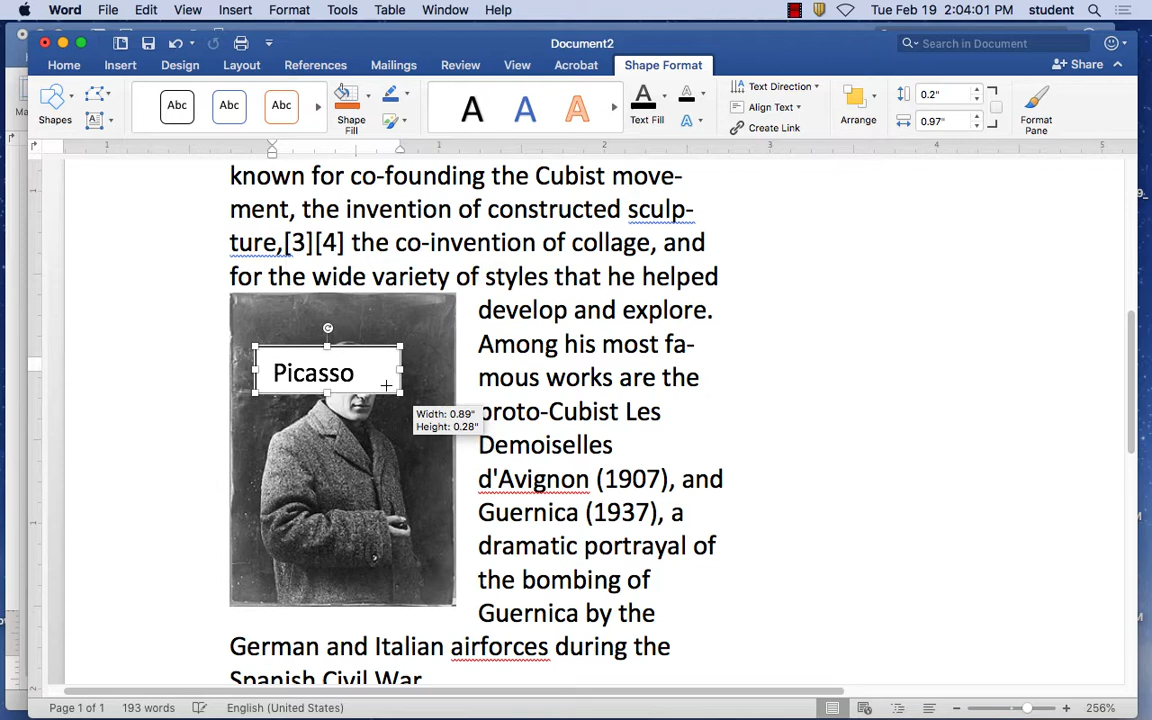 Word File Edit View Insert Format Tools Table Window Help Tue Feb 19 2:04:01 PM student
Document2
Search in Document
Home Insert Design Layout References Mailings Review View Acrobat Shape Format Share
Shapes
Abc Abc Abc
Shape Fill
A A A
Text Fill
Text Direction
Align Text
Create Link
Arrange
0.2"
0.97"
Format Pane
1 1 2 3 4 5
known for co-founding the Cubist move-
ment, the invention of constructed sculp-
ture,[3][4] the co-invention of collage, and
for the wide variety of styles that he helped
develop and explore.
Among his most fa-
Picasso
mous works are the
Width: 0.89"
Height: 0.28"
proto-Cubist Les
Demoiselles
d'Avignon (1907), and
Guernica (1937), a
dramatic portrayal of
the bombing of
Guernica by the
German and Italian airforces during the
Spanish Civil War.
Page 1 of 1 193 words English (United States) 256%